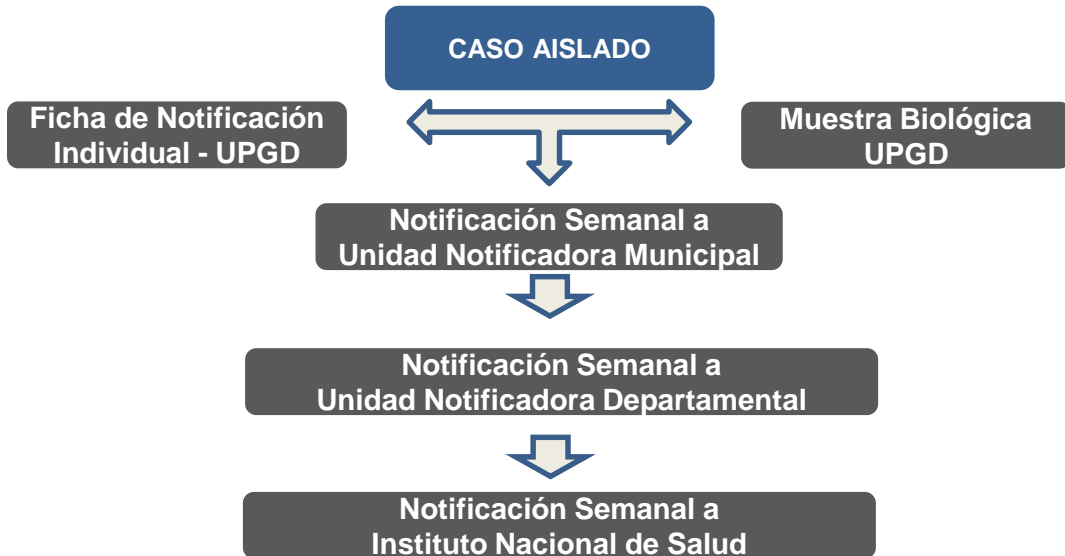 CASO AISLADO
Ficha de Notificación
Individual - UPGD
Muestra Biológica
UPGD
Notificación Semanal a
Unidad Notificadora Municipal
Notificación Semanal a
Unidad Notificadora Departamental
Notificación Semanal a
Instituto Nacional de Salud